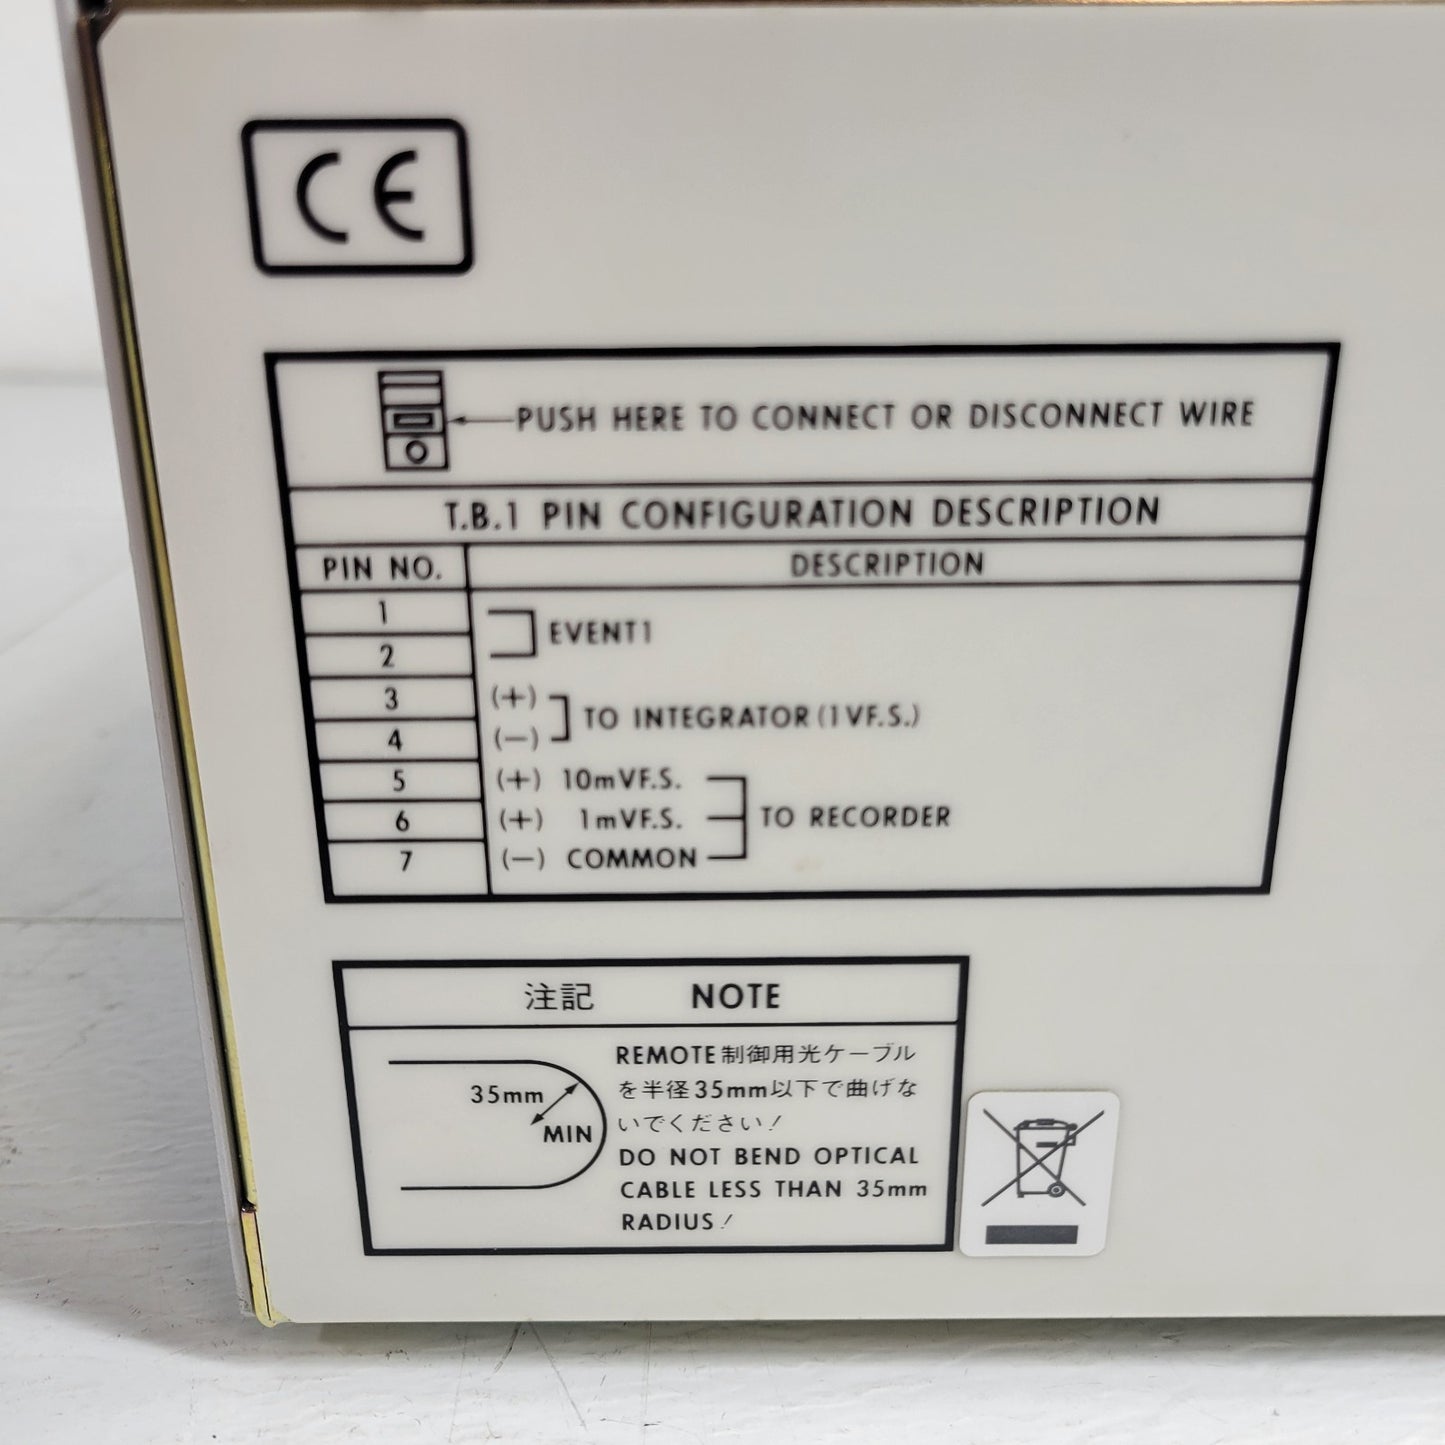 CE
PUSH HERE TO CONNECT OR DISCONNECT WIRE
T.B.1 PIN CONFIGURATION DESCRIPTION
PIN NO. DESCRIPTION
1
EVENT1
2
3 (+)
TO INTEGRATOR (1VF.S.)
4 (−)
5 (+) 10mVF.S.
6 (+) 1mVF.S. TO RECORDER
7 (−) COMMON
注記 NOTE
35mm
MIN
REMOTE制御用光ケーブル
を半径35mm以下で曲げな
いでください!
DO NOT BEND OPTICAL
CABLE LESS THAN 35mm
RADIUS!